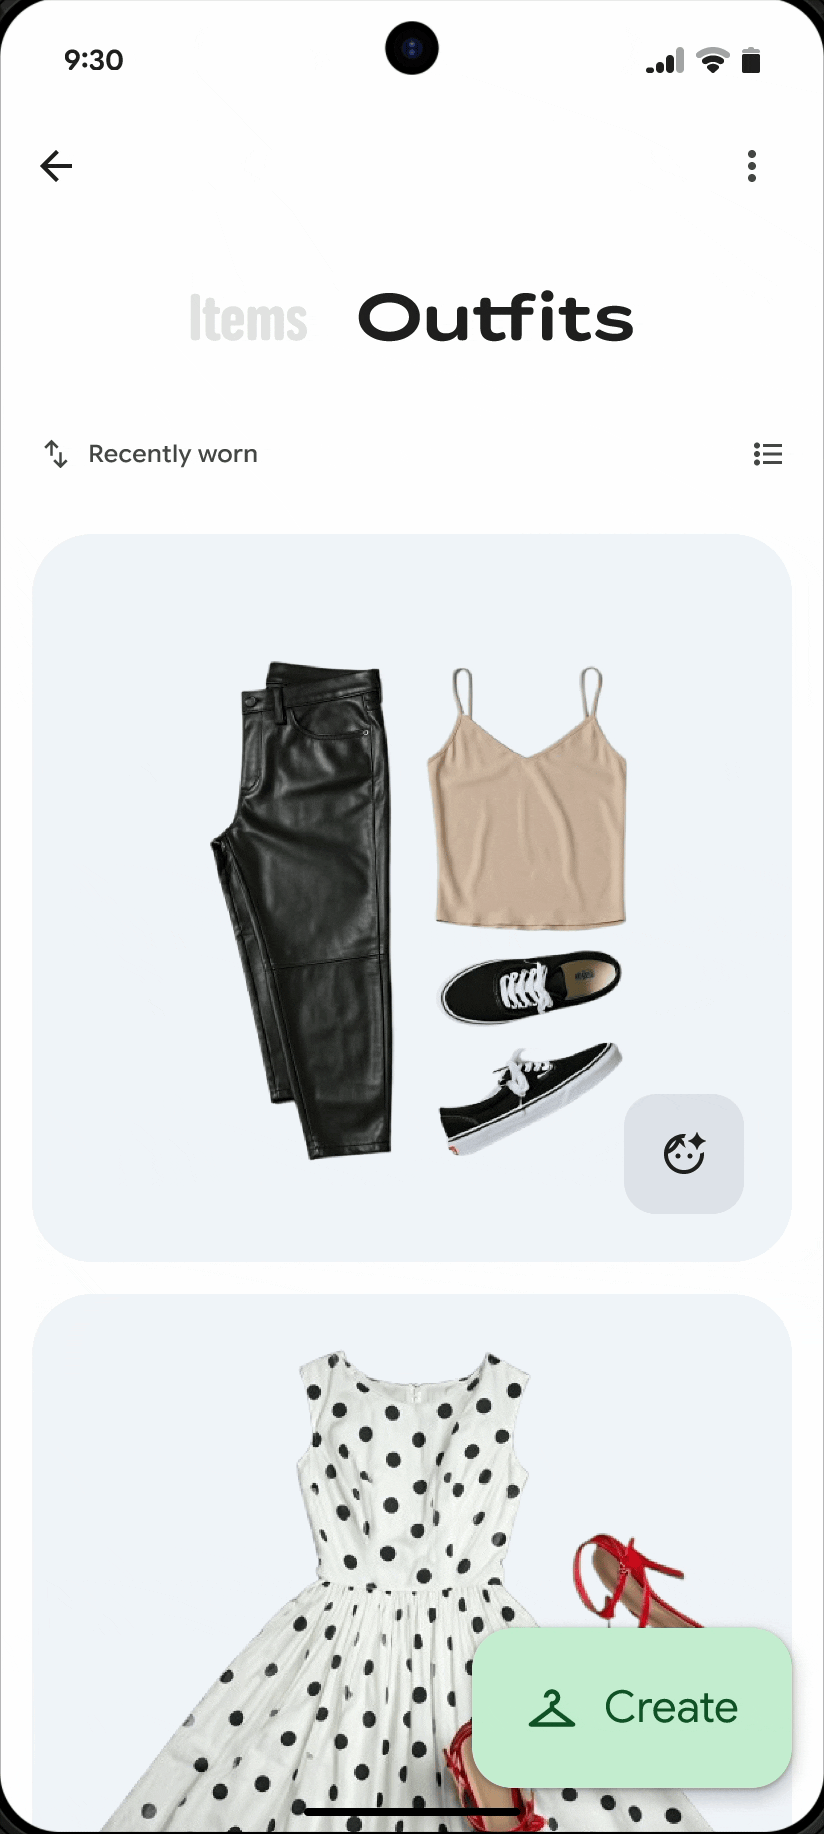 9:30
Items Outfits
Recently worn
Create